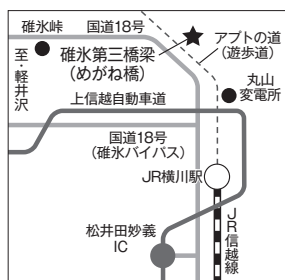 碓氷峠
国道18号
アプトの道
(遊歩道)
碓氷第三橋梁
(めがね橋)
至・軽井沢
丸山
変電所
上信越自動車道
国道18号
(碓氷バイパス)
JR横川駅
松井田妙義
IC
JR信越線